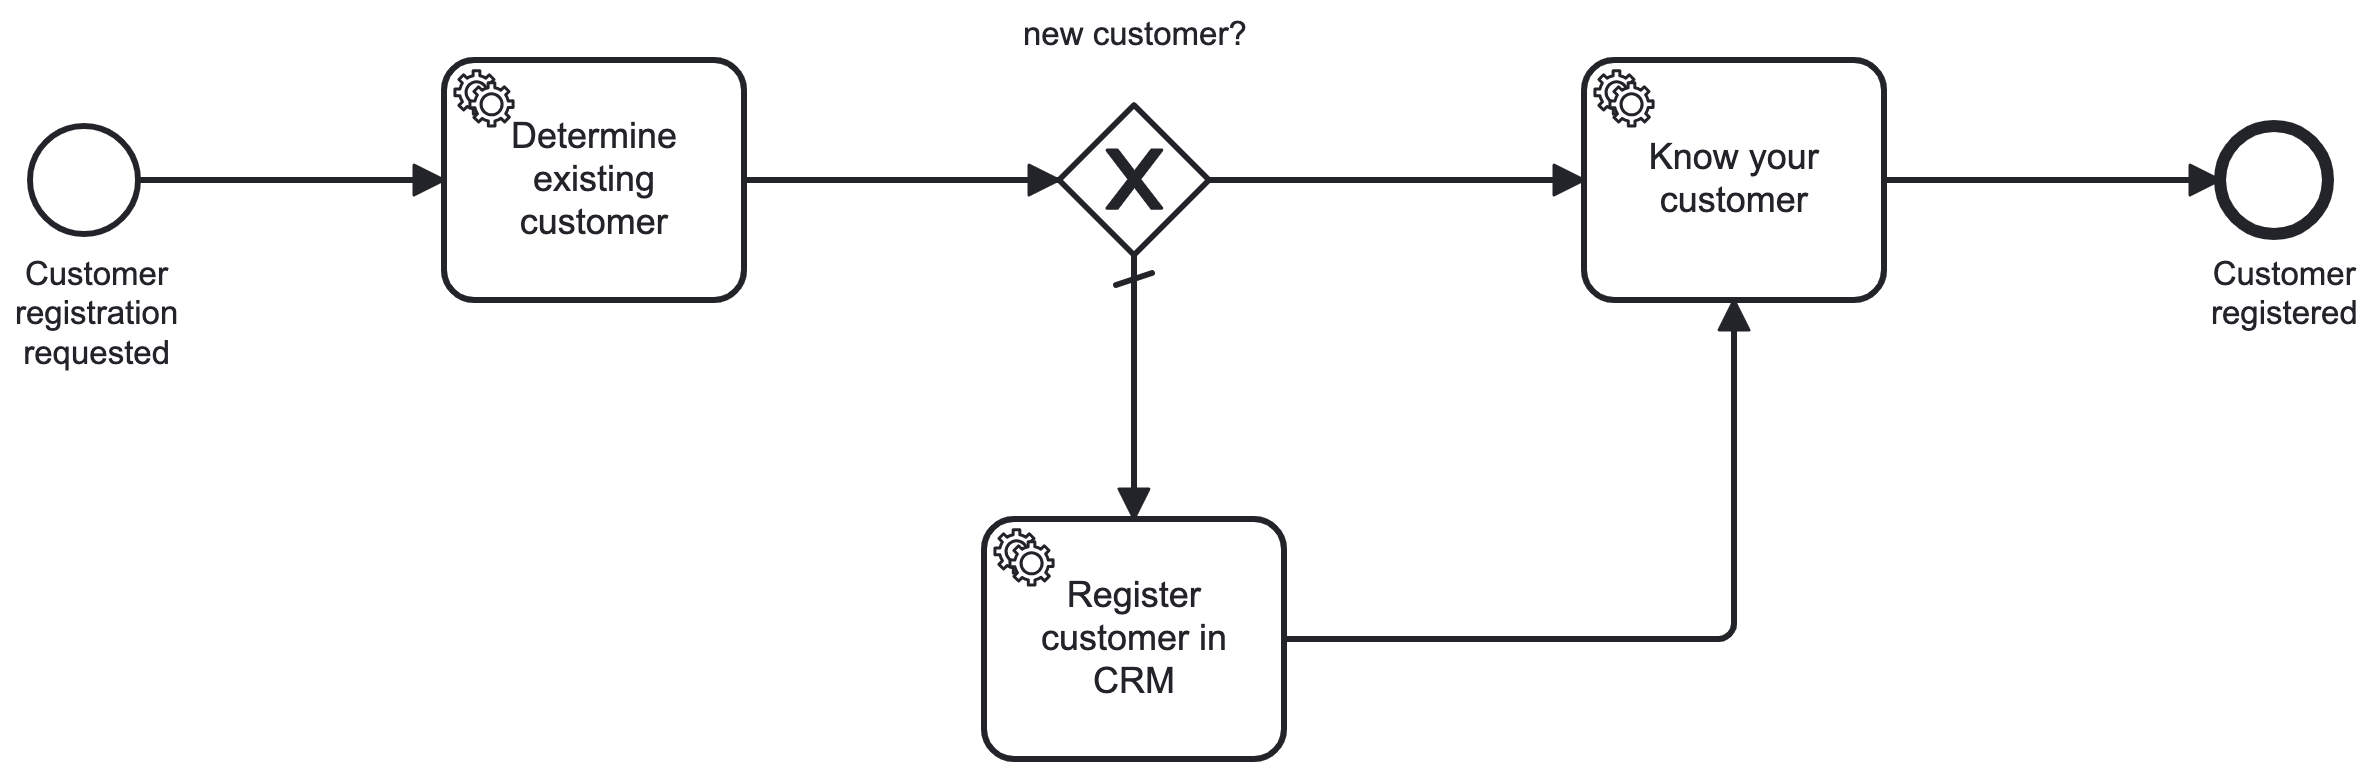 new customer?
Determine
existing
customer
Know your
customer
Customer
registration
requested
Customer
registered
Register
customer in
CRM